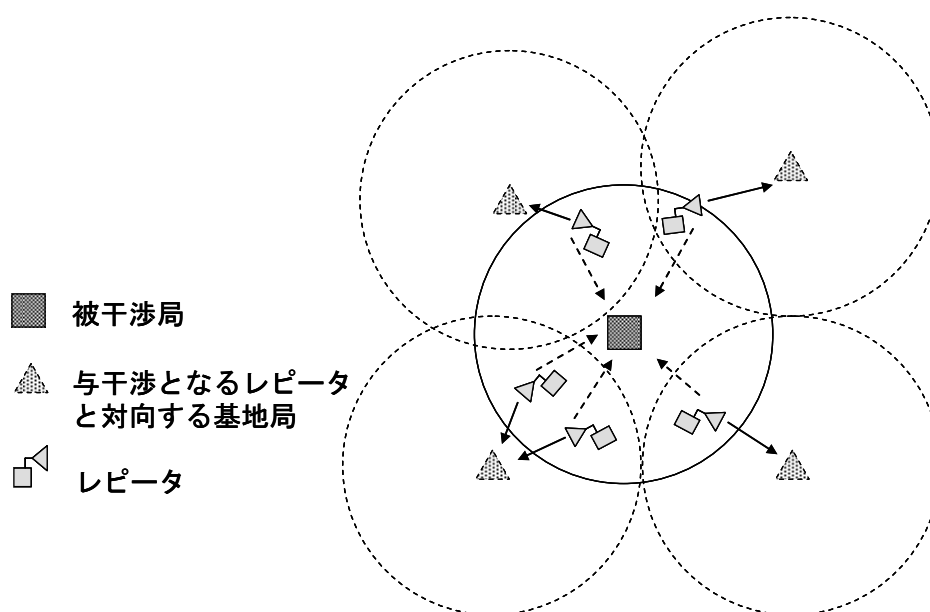 被干渉局
与干渉となるレピータ
と対向する基地局
レピータ